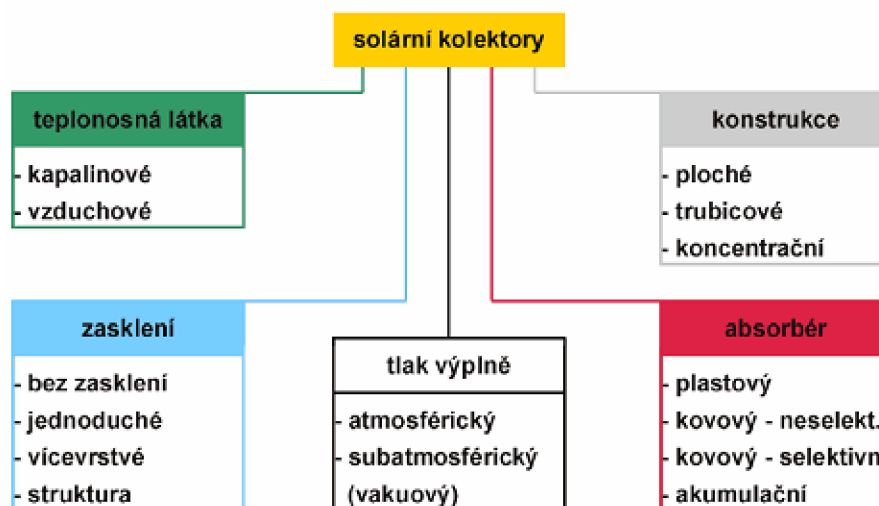 solární kolektory
teplonosná látka
- kapalinové
- vzduchové
konstrukce
- ploché
- trubicové
- koncentrační
zasklení
- bez zasklení
- jednoduché
- vícevrstvé
- struktura
tlak výplně
- atmosférický
- subatmosférický
(vakuový)
absorbér
- plastový
- kovový - neselekt.
- kovový - selektivn
- akumulační